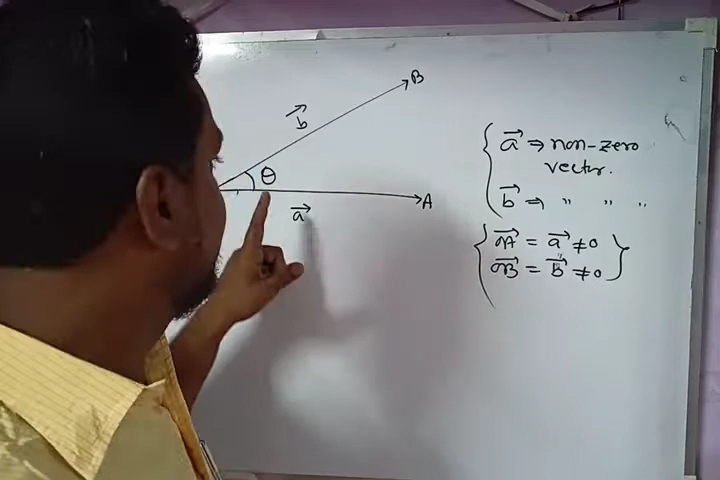 B
b⃗
θ
A
a⃗
a⃗ ⇒ non-zero
vector.
b⃗ ⇒ " " "
OA⃗ = a⃗ ≠ 0
OB⃗ = b⃗ ≠ 0